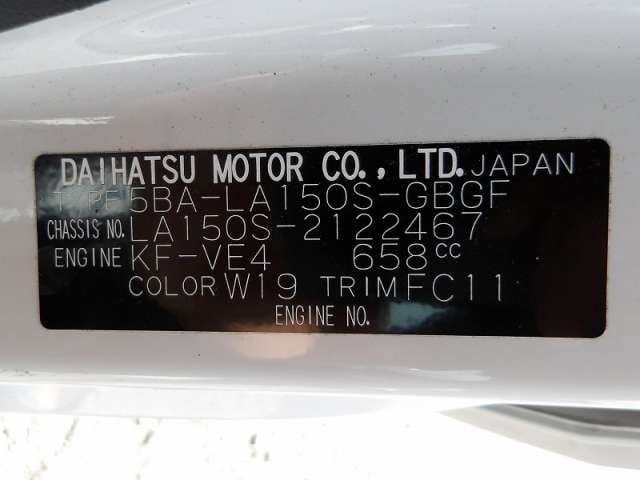 DAIHATSU MOTOR CO., LTD. JAPAN
TYPE 5BA-LA150S-GBGF
CHASSIS NO. LA150S-2122467
ENGINE KF-VE4 658cc
COLOR W19 TRIM FC11
ENGINE NO.